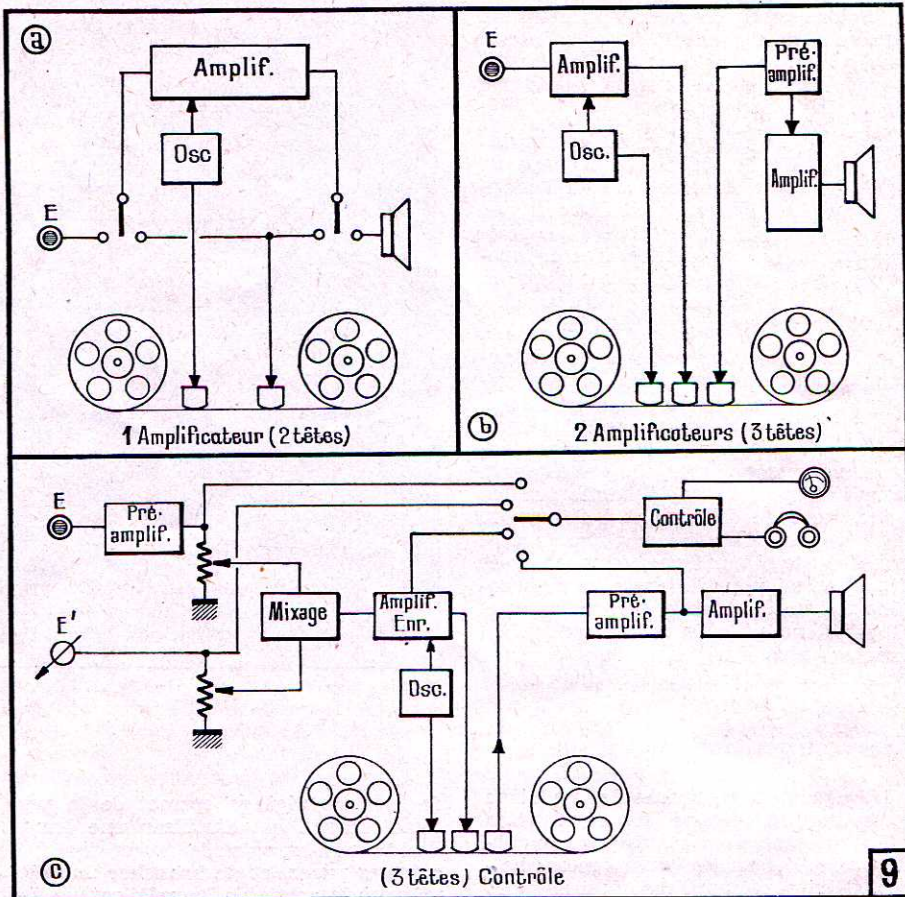 a
Amplif.
Osc
E
1 Amplificateur (2 têtes)
E
Amplif.
Osc.
Pré-
amplif.
Amplif.
b
2 Amplificateurs (3 têtes)
E
Pré-
amplif.
E'
Mixage
Amplif.
Enr.
Osc.
Contrôle
Pré-
amplif.
Amplif.
c
(3 têtes) Contrôle
9